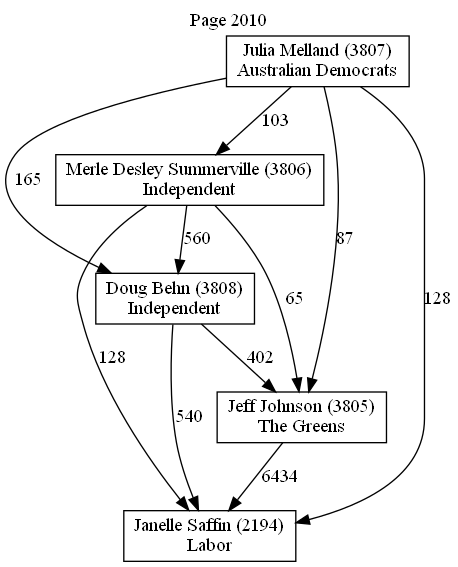 Page 2010
Julia Melland (3807)
Australian Democrats
103
Merle Desley Summerville (3806)
Independent
165
560
87
Doug Behn (3808)
Independent
65
128
128
402
Jeff Johnson (3805)
The Greens
540
6434
Janelle Saffin (2194)
Labor